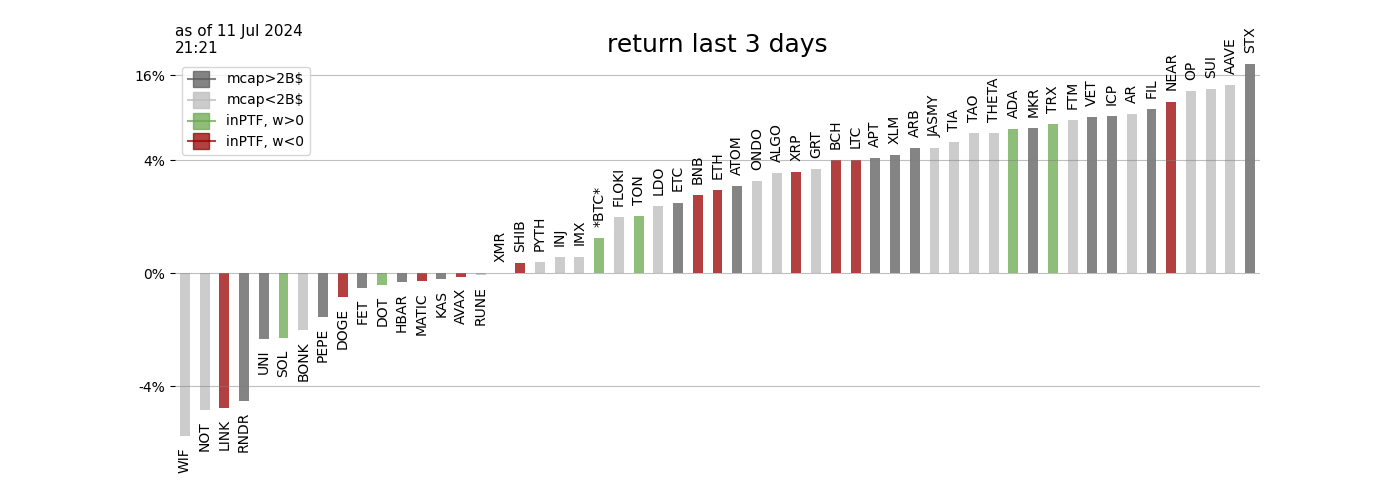 as of 11 Jul 2024
21:21
return last 3 days
mcap>2B$
mcap<2B$
inPTF, w>0
inPTF, w<0
16%
4%
0%
-4%
WIF
NOT
LINK
RNDR
UNI
SOL
BONK
PEPE
DOGE
FET
DOT
HBAR
MATIC
KAS
AVAX
RUNE
XMR
SHIB
PYTH
INJ
IMX
*BTC*
FLOKI
TON
LDO
ETC
BNB
ETH
ATOM
ONDO
ALGO
XRP
GRT
BCH
LTC
APT
XLM
ARB
JASMY
TIA
TAO
THETA
ADA
MKR
TRX
FTM
VET
ICP
AR
FIL
NEAR
OP
SUI
AAVE
STX